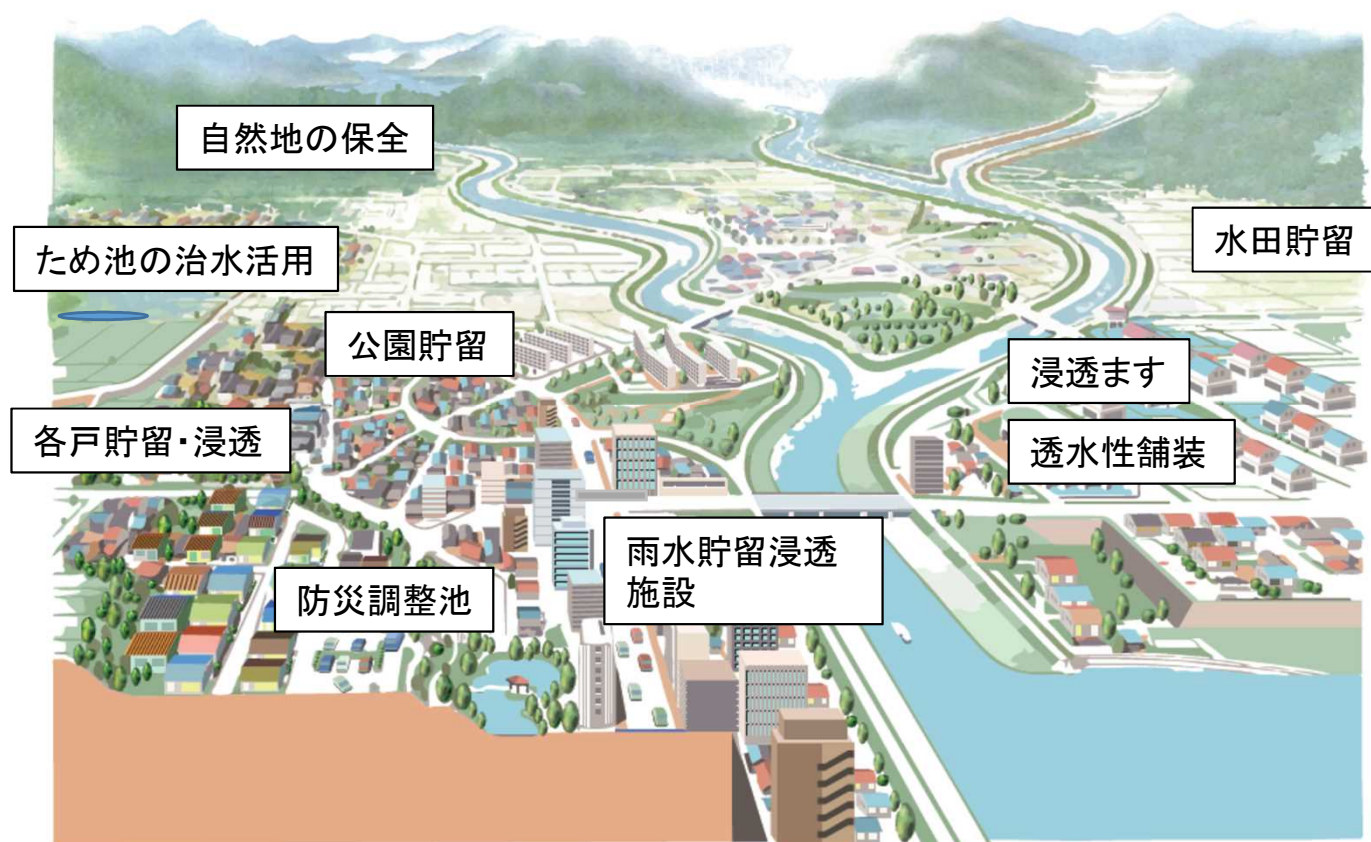 自然地の保全
水田貯留
ため池の治水活用
公園貯留
浸透ます
各戸貯留・浸透
透水性舗装
雨水貯留浸透
施設
防災調整池